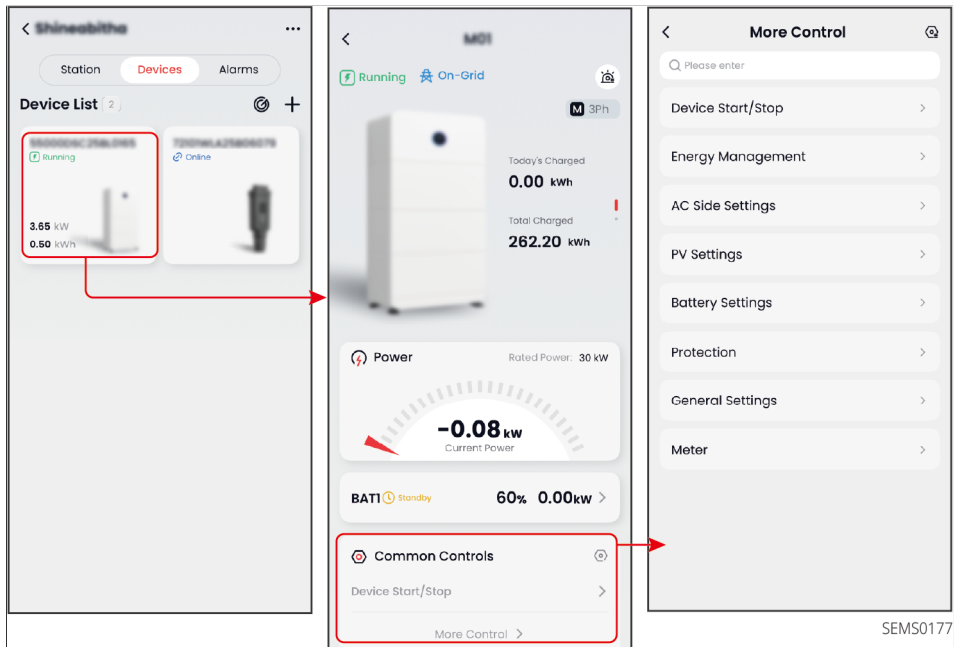 Station
Devices
Alarms
Device List 2
Running
Online
3.65 kW
0.50 kWh
M01
Running
On-Grid
M 3Ph
Today's Charged
0.00 kWh
Total Charged
262.20 kWh
Power
Rated Power: 30 kW
-0.08 kW
Current Power
BAT1 Standby
60% 0.00kW
Common Controls
Device Start/Stop
More Control
More Control
Please enter
Device Start/Stop
Energy Management
AC Side Settings
PV Settings
Battery Settings
Protection
General Settings
Meter
SEMS0177